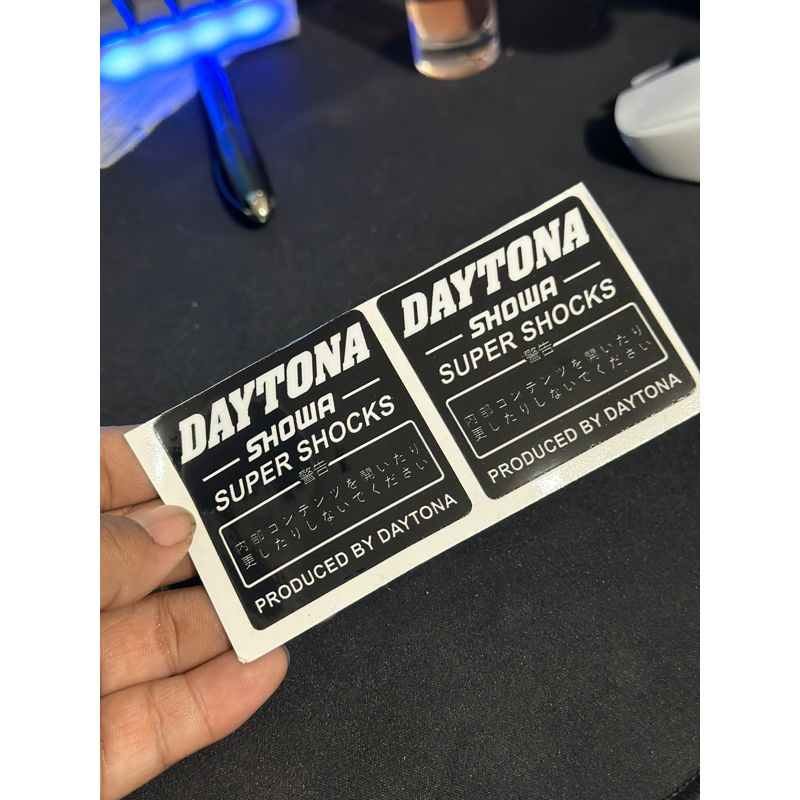 DAYTONA
SHOWA
SUPER SHOCKS
警告
内部コンテンツを開いたり
更したりしないでください
PRODUCED BY DAYTONA
DAYTONA
SHOWA
SUPER SHOCKS
警告
内部コンテンツを開いたり
更したりしないでください
PRODUCED BY DAYTONA